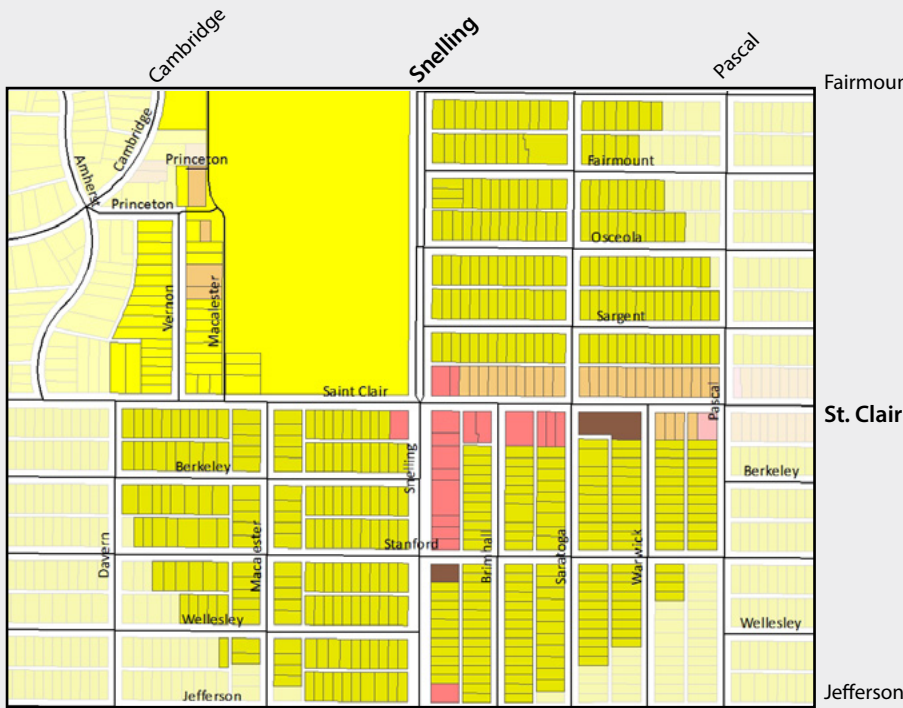 Cambridge
Snelling
Pascal
Fairmour
Cambridge
Amherst
Princeton
Princeton
Fairmount
Osceola
Vernon
Macalester
Sargent
Saint Clair
Pascal
St. Clair
Berkeley
Snelling
Berkeley
Davern
Macalester
Stanford
Brimhall
Saratoga
Warwick
Wellesley
Wellesley
Jefferson
Jefferson